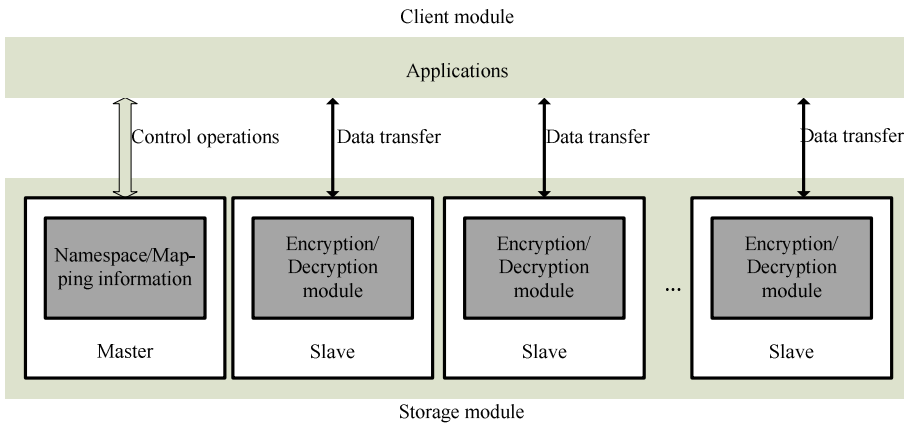 Client module
Applications
Control operations
Data transfer
Data transfer
Data transfer
Namespace/Map-
ping information
Master
Encryption/
Decryption
module
Slave
Encryption/
Decryption
module
Slave
...
Encryption/
Decryption
module
Slave
Storage module